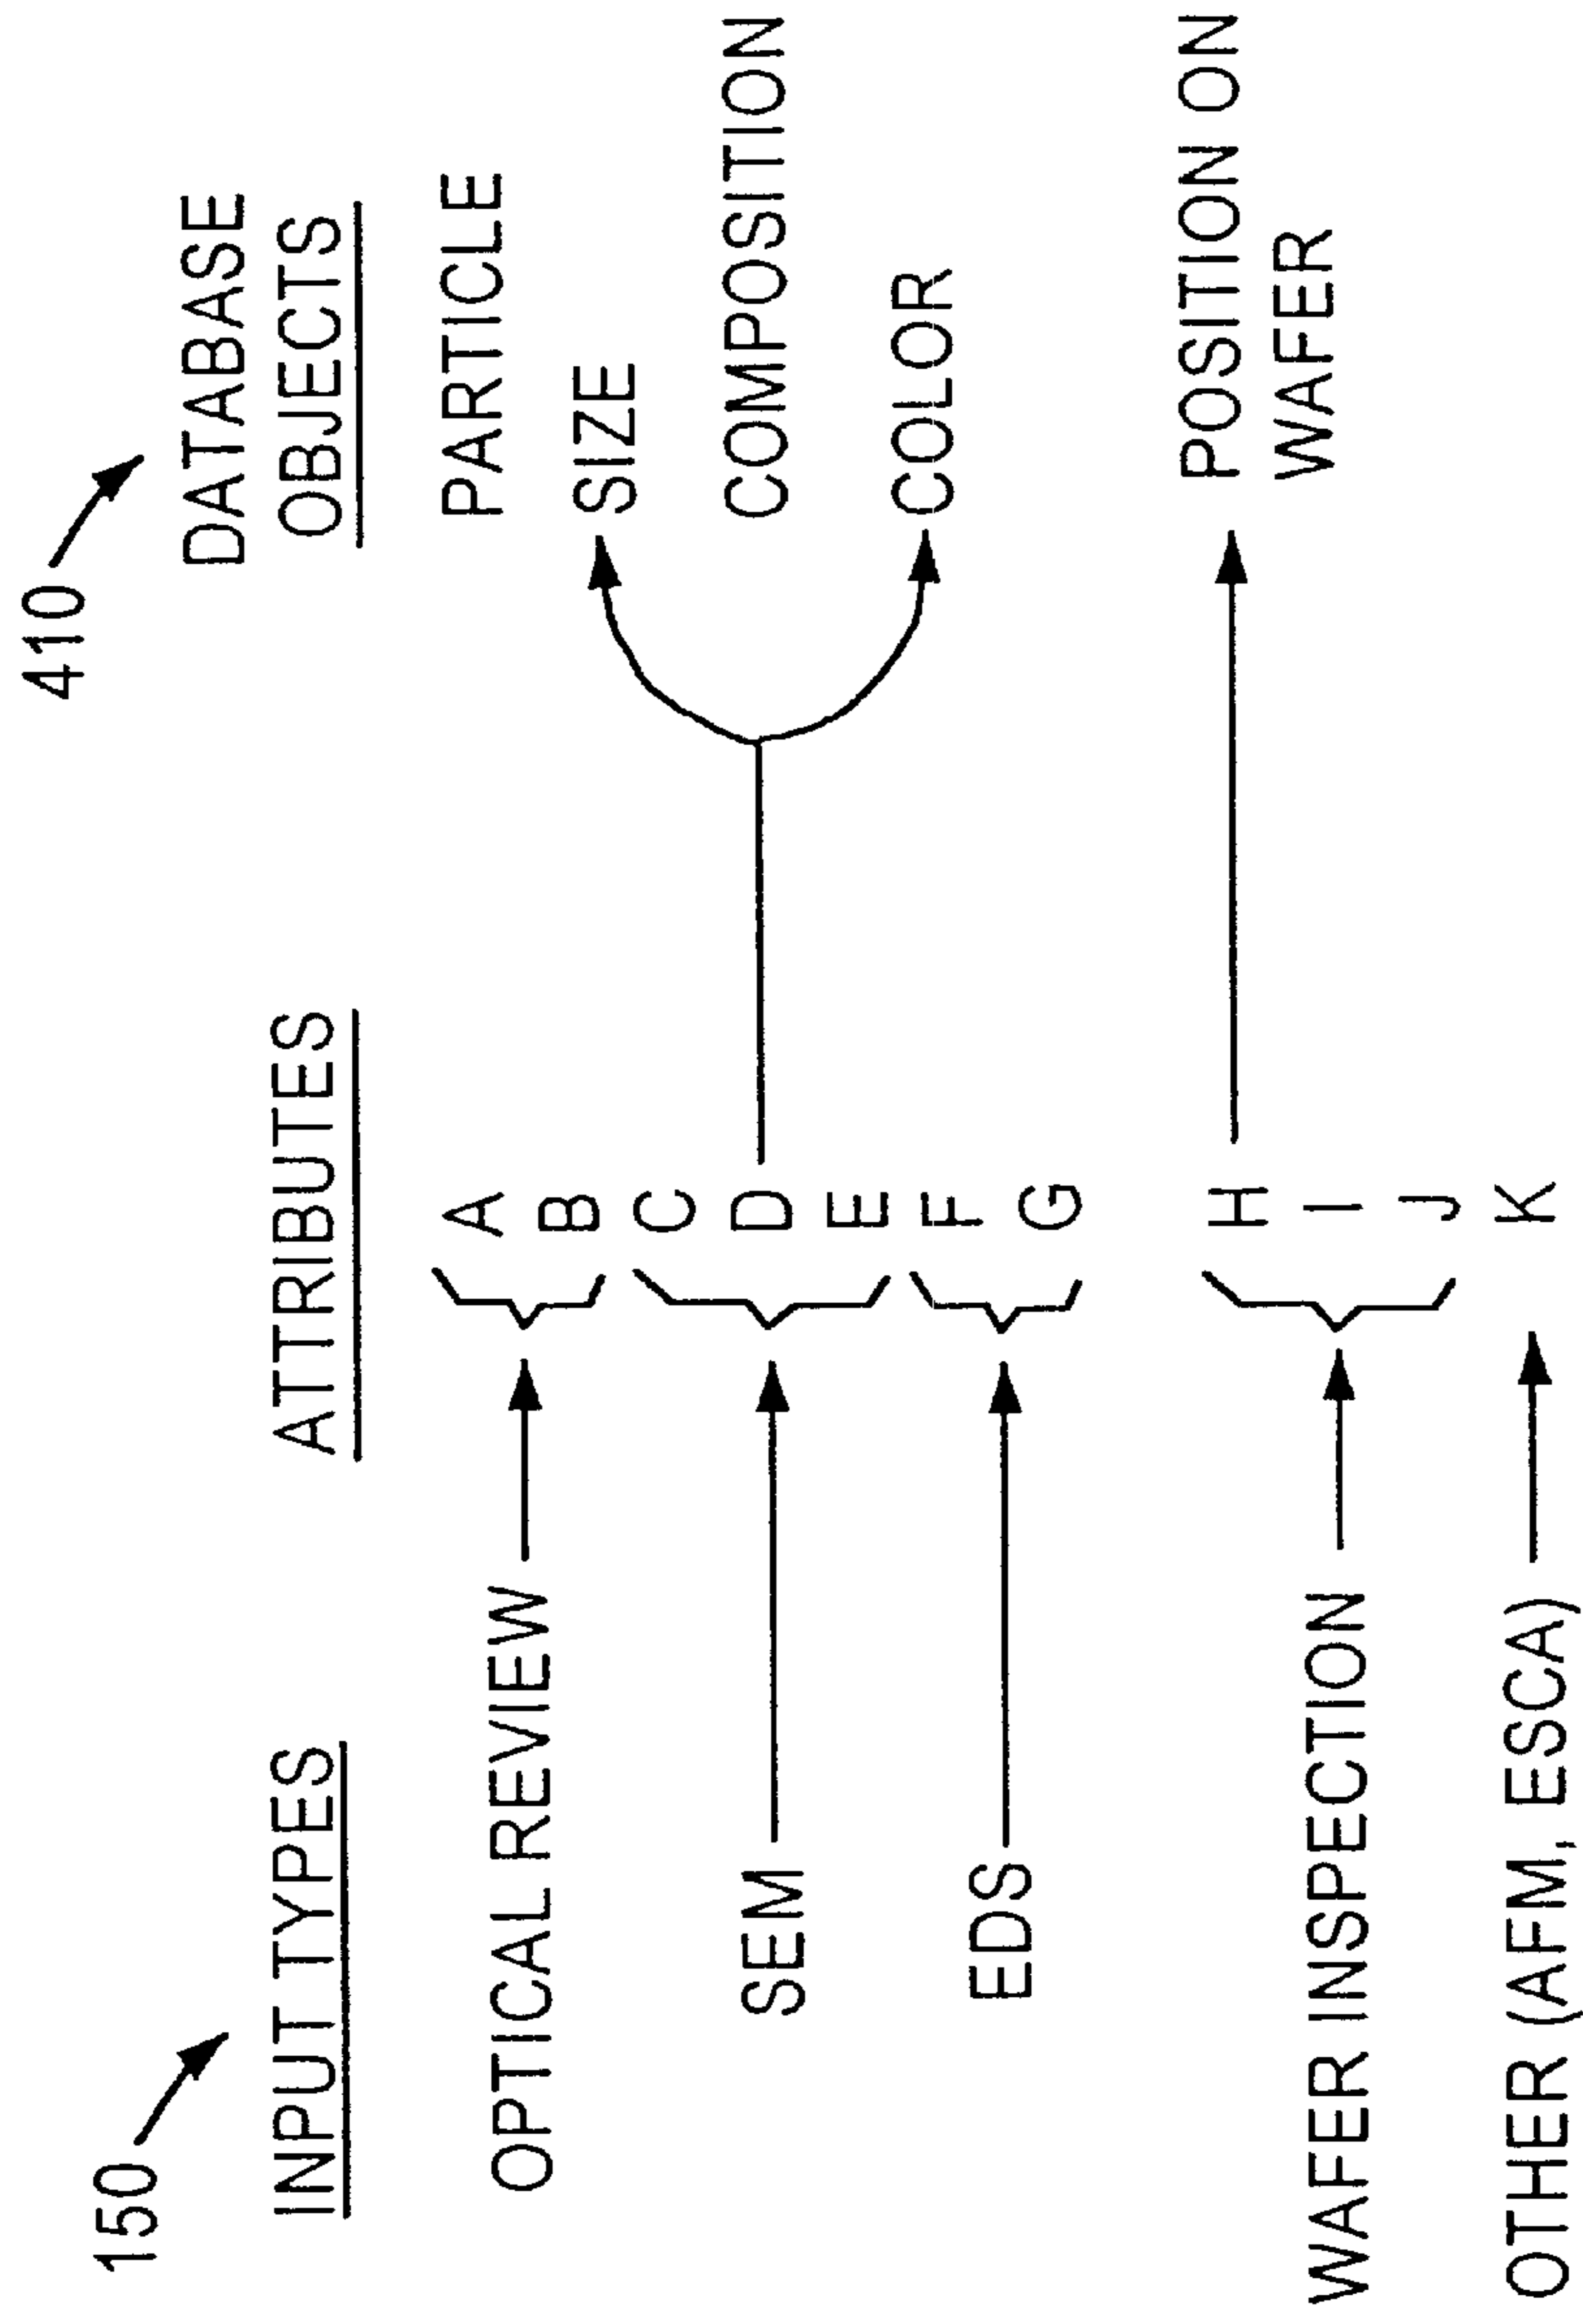 150
410
INPUT TYPES
ATTRIBUTES
DATABASE
OBJECTS
OPTICAL REVIEW
A
B
PARTICLE
SIZE
SEM
C
D
E
COMPOSITION
COLOR
EDS
F
G
WAFER INSPECTION
H
I
J
POSITION ON
WAFER
OTHER (AFM, ESCA)
K